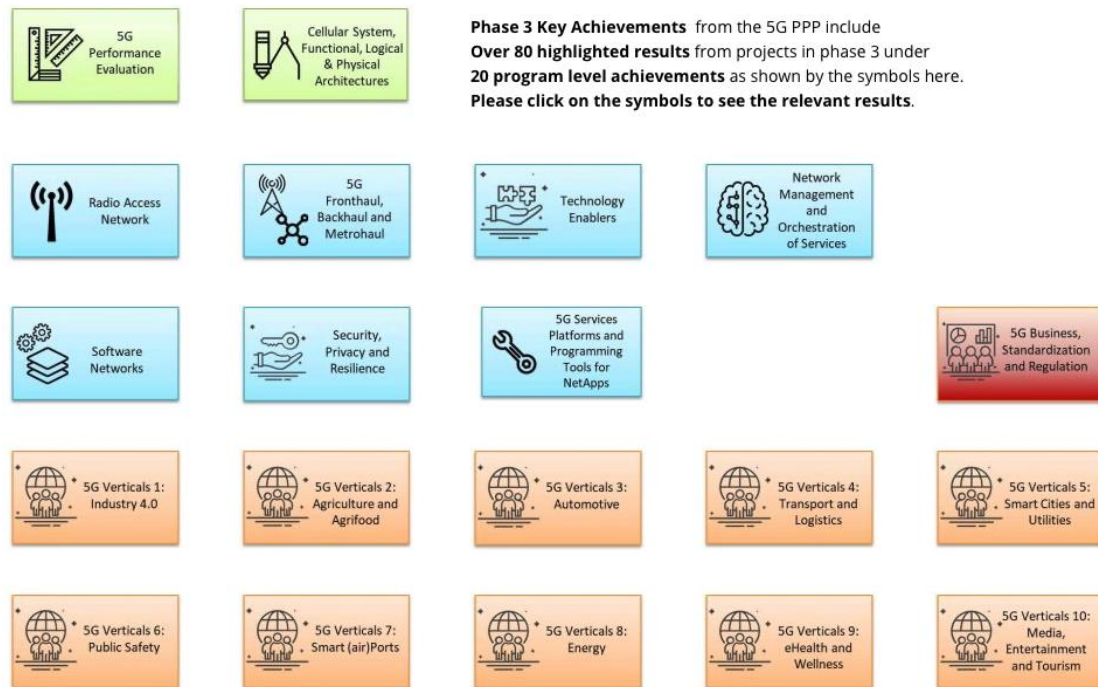 5G
Performance
Evaluation
Cellular System,
Functional, Logical
& Physical
Architectures
Phase 3 Key Achievements from the 5G PPP include
Over 80 highlighted results from projects in phase 3 under
20 program level achievements as shown by the symbols here.
Please click on the symbols to see the relevant results.
Radio Access
Network
5G
Fronthaul,
Backhaul and
Metrohaul
Technology
Enablers
Network
Management
and
Orchestration
of Services
Software
Networks
Security,
Privacy and
Resilience
5G Services
Platforms and
Programming
Tools for
NetApps
5G Business,
Standardization
and Regulation
5G Verticals 1:
Industry 4.0
5G Verticals 2:
Agriculture and
Agrifood
5G Verticals 3:
Automotive
5G Verticals 4:
Transport and
Logistics
5G Verticals 5:
Smart Cities and
Utilities
5G Verticals 6:
Public Safety
5G Verticals 7:
Smart (air)Ports
5G Verticals 8:
Energy
5G Verticals 9:
eHealth and
Wellness
5G Verticals 10:
Media,
Entertainment
and Tourism